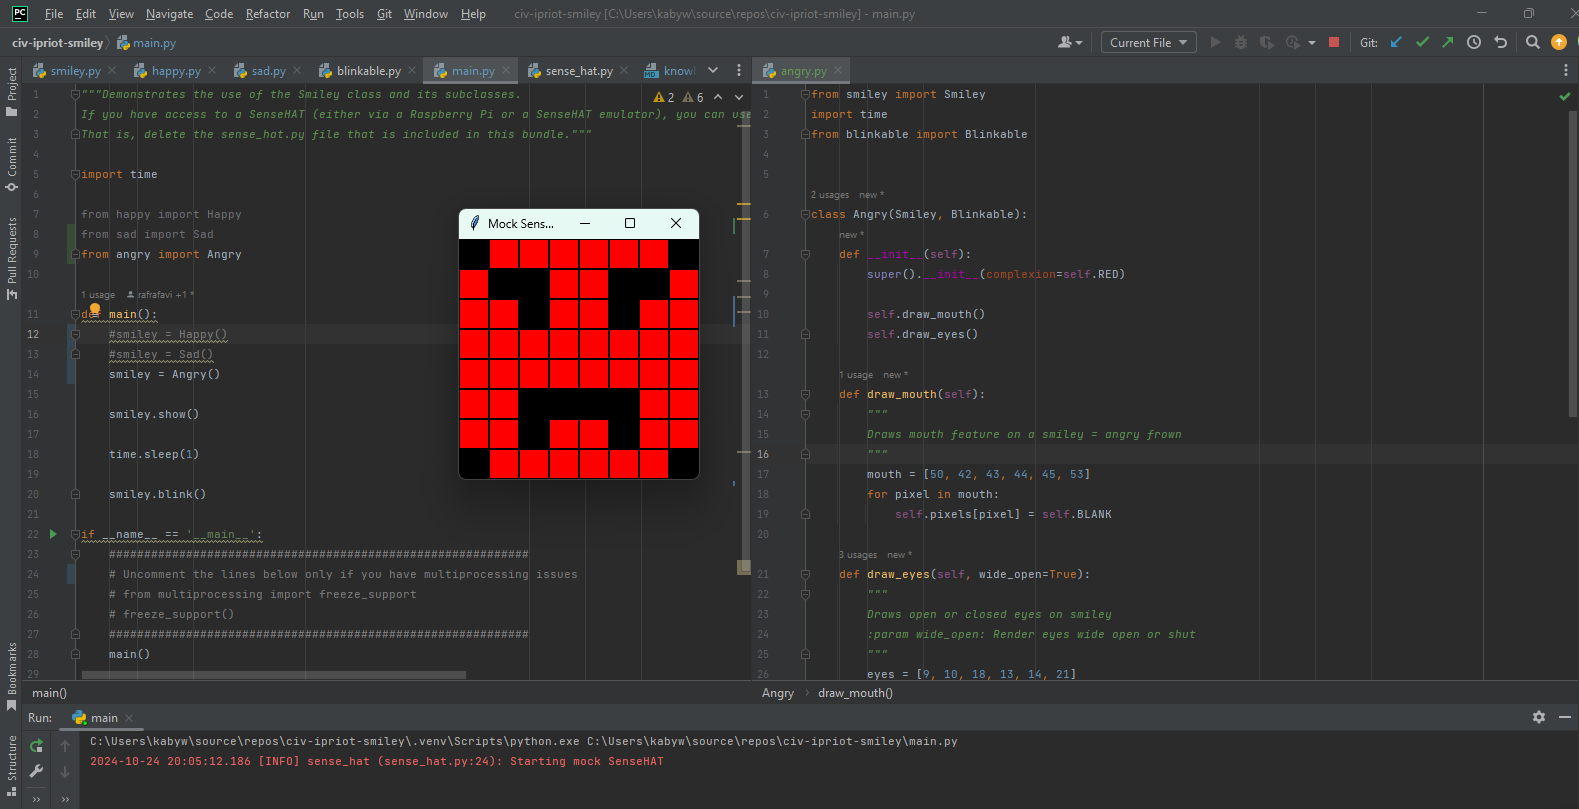 PC File Edit View Navigate Code Refactor Run Tools Git Window Help civ-ipriot-smiley [C:\Users\kabyw\source\repos\civ-ipriot-smiley] - main.py
civ-ipriot-smiley main.py Current File Git:
smiley.py happy.py sad.py blinkable.py main.py sense_hat.py knowl angry.py
Project
Commit
Pull Requests
Bookmarks
Structure
2 6
1 """Demonstrates the use of the Smiley class and its subclasses.
2 If you have access to a SenseHAT (either via a Raspberry Pi or a SenseHAT emulator), you can use
3 That is, delete the sense_hat.py file that is included in this bundle."""
4
5 import time
6
7 from happy import Happy
8 from sad import Sad
9 from angry import Angry
10
1 usage rafrafavi +1 *
11 def main():
12 #smiley = Happy()
13 #smiley = Sad()
14 smiley = Angry()
15
16 smiley.show()
17
18 time.sleep(1)
19
20 smiley.blink()
21
22 if __name__ == '__main__':
23 ############################################################
24 # Uncomment the lines below only if you have multiprocessing issues
25 # from multiprocessing import freeze_support
26 # freeze_support()
27 ############################################################
28 main()
29
main()
Mock Sens...
1 from smiley import Smiley
2 import time
3 from blinkable import Blinkable
4
5
2 usages new *
6 class Angry(Smiley, Blinkable):
new *
7 def __init__(self):
8 super().__init__(complexion=self.RED)
9
10 self.draw_mouth()
11 self.draw_eyes()
12
1 usage new *
13 def draw_mouth(self):
14 """
15 Draws mouth feature on a smiley = angry frown
16 """
17 mouth = [50, 42, 43, 44, 45, 53]
18 for pixel in mouth:
19 self.pixels[pixel] = self.BLANK
20
3 usages new *
21 def draw_eyes(self, wide_open=True):
22 """
23 Draws open or closed eyes on smiley
24 :param wide_open: Render eyes wide open or shut
25 """
26 eyes = [9, 10, 18, 13, 14, 21]
Angry draw_mouth()
Run: main
C:\Users\kabyw\source\repos\civ-ipriot-smiley\.venv\Scripts\python.exe C:\Users\kabyw\source\repos\civ-ipriot-smiley\main.py
2024-10-24 20:05:12.186 [INFO] sense_hat (sense_hat.py:24): Starting mock SenseHAT